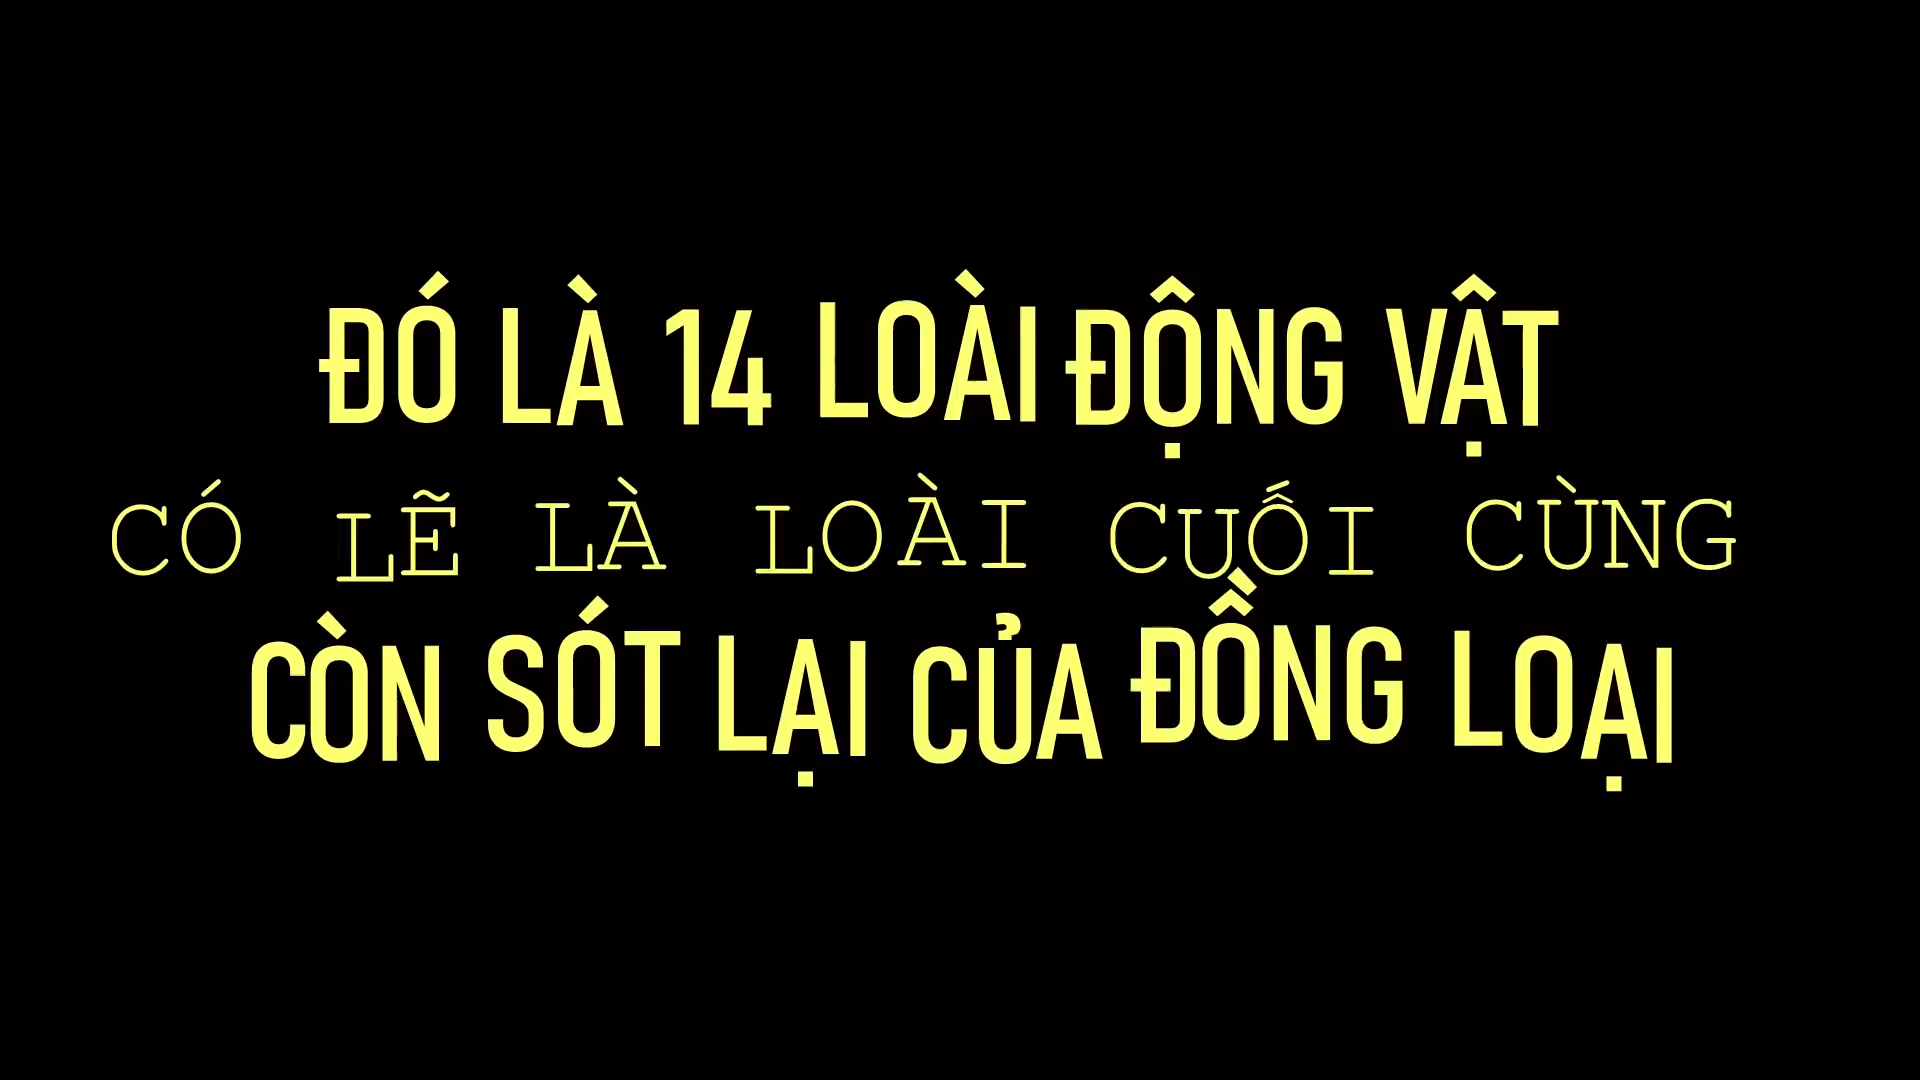 ĐÓ LÀ 14 LOÀI ĐỘNG VẬT
CÓ LẼ LÀ LOÀI CUỐI CÙNG
CÒN SÓT LẠI CỦA ĐỒNG LOẠI